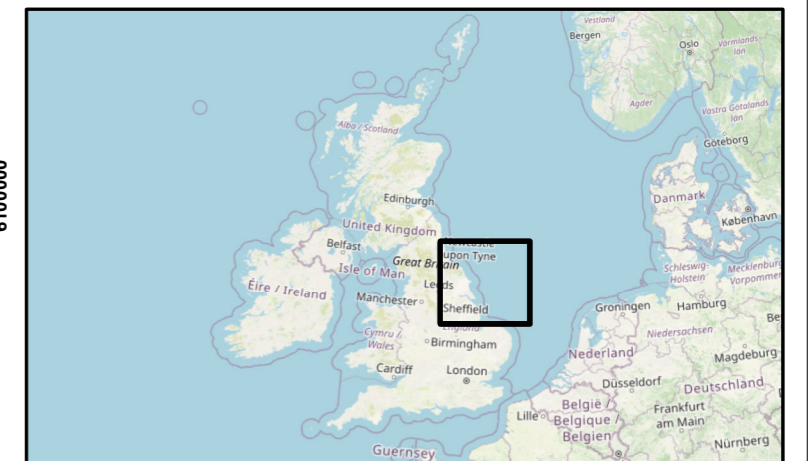 Vestland
Bergen
Oslo
Värmlands
län
Agder
Västra Götalands
län
Göteborg
Alba / Scotland
Danmark
København
Edinburgh
United Kingdom
Belfast
upon Tyne
Great Britain
Isle of Man
Schleswig-
Holstein
Mecklenburg
Vorpommer
Éire / Ireland
Leeds
Manchester
Sheffield
Groningen
Hamburg
England
Cymru /
Wales
Birmingham
Niedersachsen
Nederland
Magdeburg
Cardiff
London
Düsseldorf
Deutschland
Lille
België /
Belgique /
Belgien
Frankfurt
am Main
Nürnberg
Guernsey